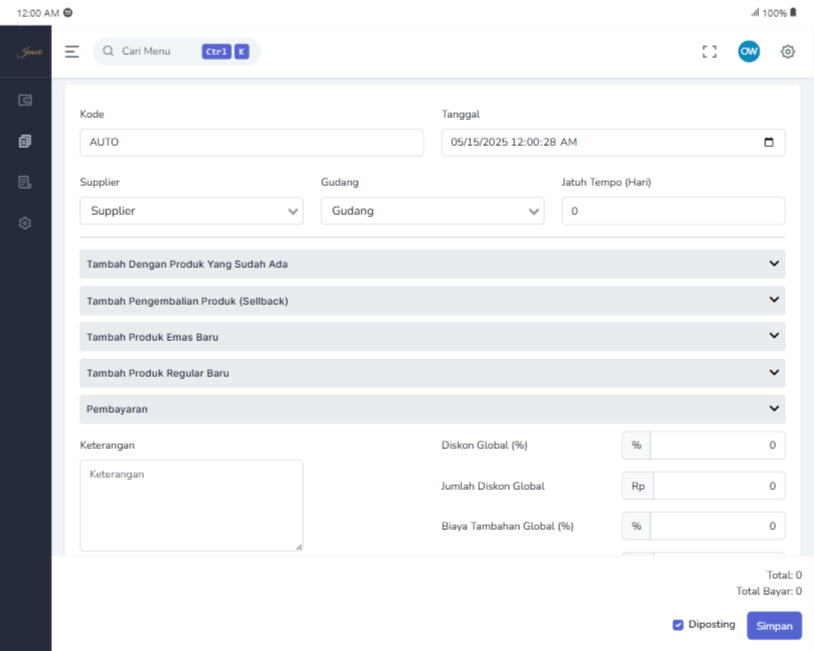 12:00 AM
100%
Jewex
Cari Menu Ctrl K
OW
Kode
AUTO
Tanggal
05/15/2025 12:00:28 AM
Supplier
Supplier
Gudang
Gudang
Jatuh Tempo (Hari)
0
Tambah Dengan Produk Yang Sudah Ada
Tambah Pengembalian Produk (Sellback)
Tambah Produk Emas Baru
Tambah Produk Regular Baru
Pembayaran
Keterangan
Keterangan
Diskon Global (%) % 0
Jumlah Diskon Global Rp 0
Biaya Tambahan Global (%) % 0
Total: 0
Total Bayar: 0
Diposting Simpan